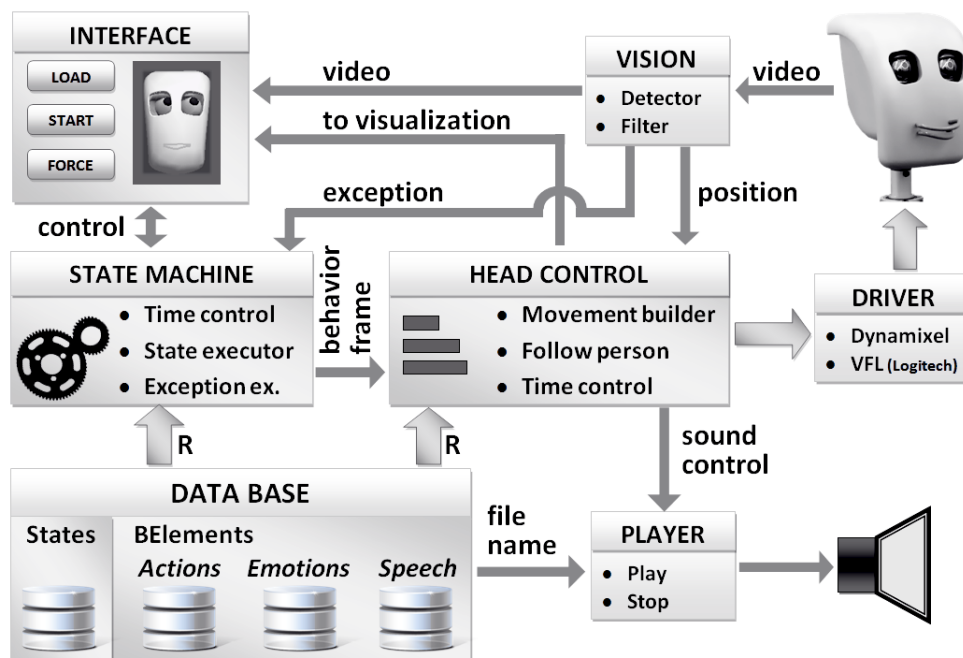 INTERFACE
LOAD
START
FORCE
video
to visualization
exception
control
VISION
• Detector
• Filter
video
position
STATE MACHINE
• Time control
• State executor
• Exception ex.
behavior
frame
HEAD CONTROL
• Movement builder
• Follow person
• Time control
DRIVER
• Dynamixel
• VFL (Logitech)
R
R
sound
control
DATA BASE
States
BElements
Actions Emotions Speech
file
name
PLAYER
• Play
• Stop